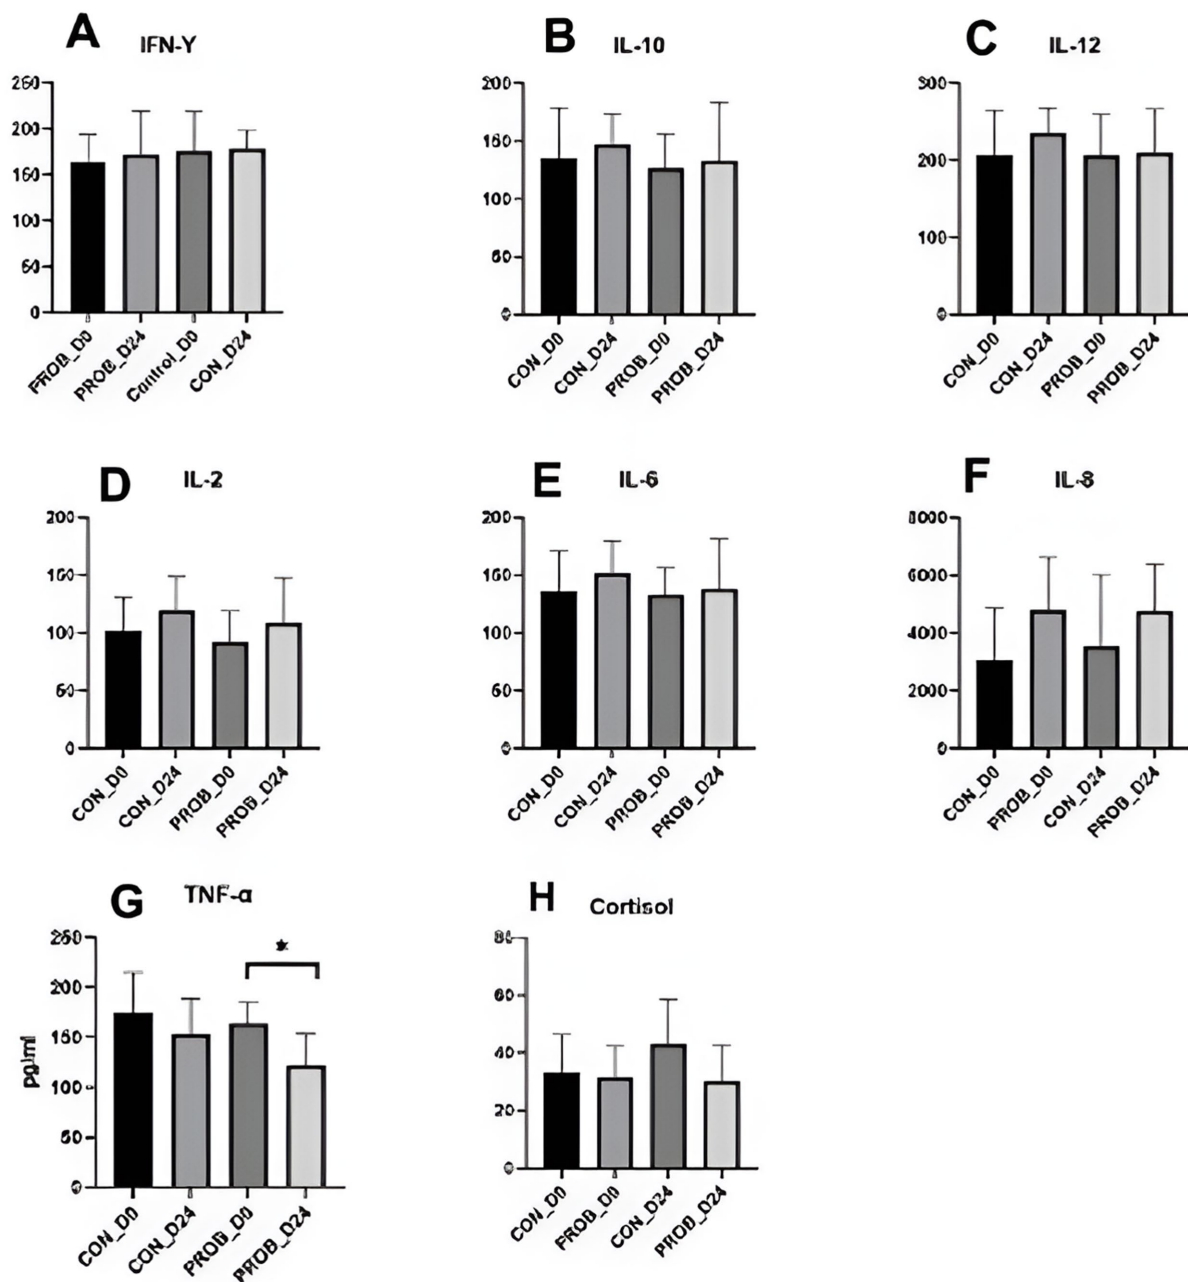 A IFN-Y
250
200
150
100
50
0
PROB_D0
PROB_D24
Control_D0
CON_D24
B IL-10
200
150
100
50
0
CON_D0
CON_D24
PROB_D0
PROB_D24
C IL-12
300
200
100
0
CON_D0
CON_D24
PROB_D0
PROB_D24
D IL-2
200
150
100
50
0
CON_D0
CON_D24
PROB_D0
PROB_D24
E IL-6
200
150
100
50
0
CON_D0
CON_D24
PROB_D0
PROB_D24
F IL-8
8000
6000
4000
2000
0
CON_D0
PROB_D0
CON_D24
PROB_D24
G TNF-α
pg/ml
250
200
150
100
50
0
*
CON_D0
CON_D24
PROB_D0
PROB_D24
H Cortisol
80
60
40
20
0
CON_D0
PROB_D0
CON_D24
PROB_D24